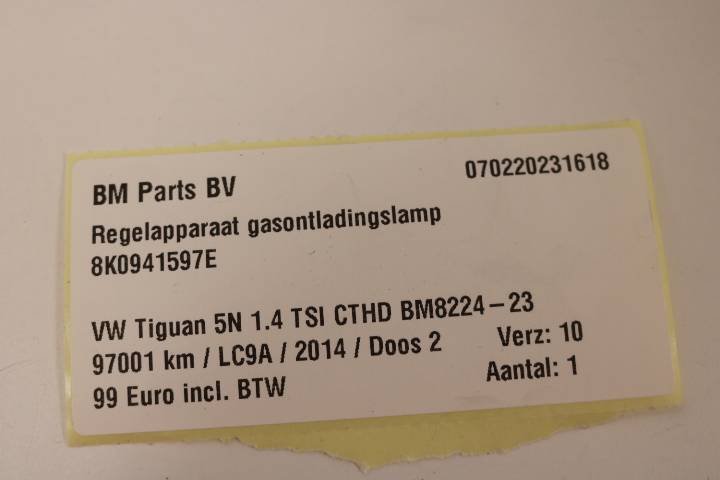 BM Parts BV 070220231618
Regelapparaat gasontladingslamp
8K0941597E
VW Tiguan 5N 1.4 TSI CTHD BM8224-23
97001 km / LC9A / 2014 / Doos 2 Verz: 10
99 Euro incl. BTW Aantal: 1